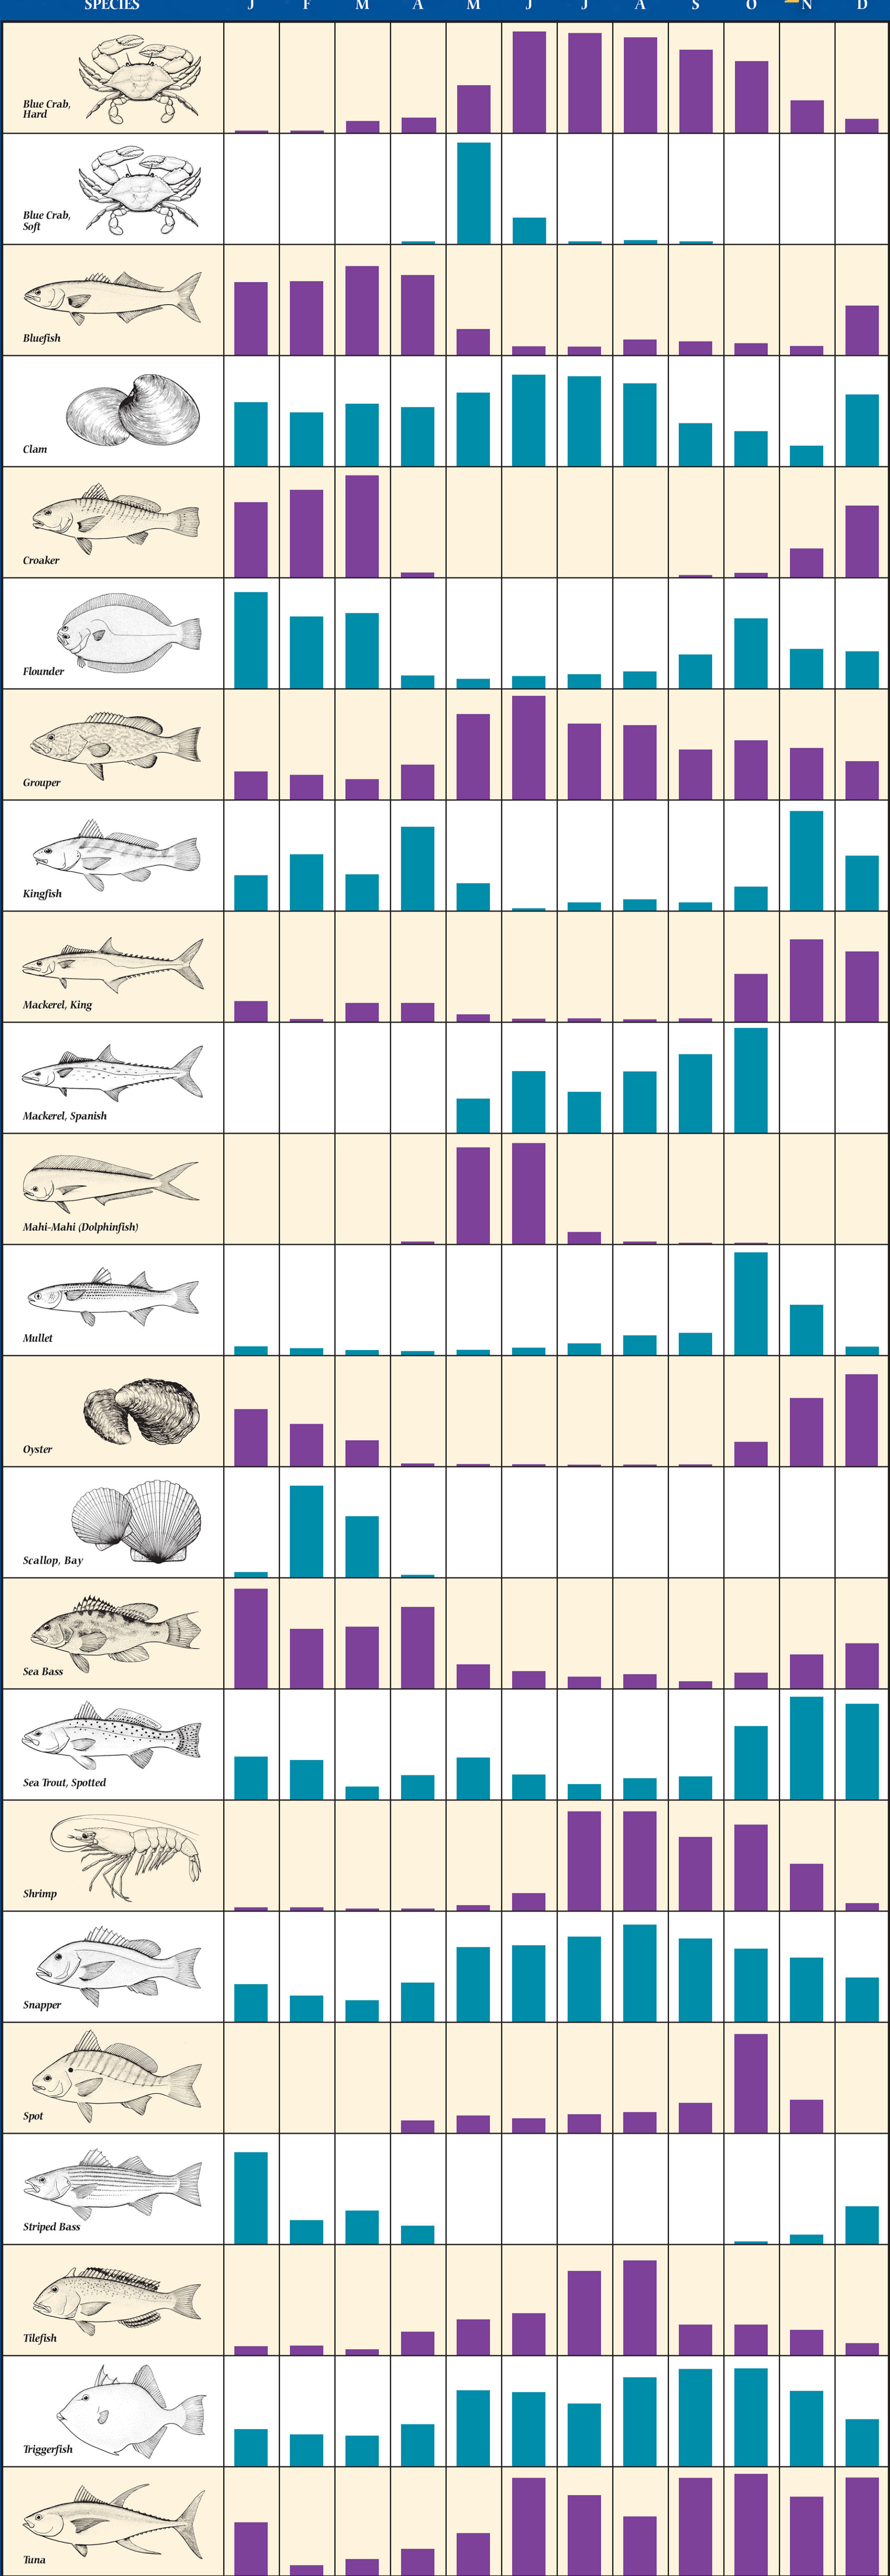 SPECIES J F M A M J J A S O N D
Blue Crab,
Hard
Blue Crab,
Soft
Bluefish
Clam
Croaker
Flounder
Grouper
Kingfish
Mackerel, King
Mackerel, Spanish
Mahi-Mahi (Dolphinfish)
Mullet
Oyster
Scallop, Bay
Sea Bass
Sea Trout, Spotted
Shrimp
Snapper
Spot
Striped Bass
Tilefish
Triggerfish
Tuna